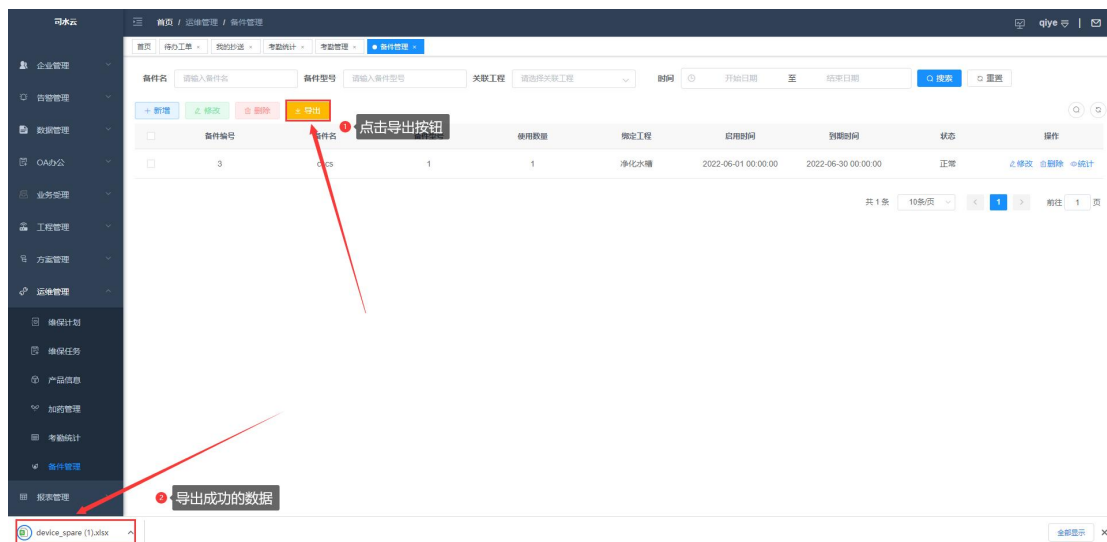 司水云
首页 / 运维管理 / 备件管理
qiye
首页 待办工单 × 我的抄送 × 考勤统计 × 考勤管理 × 备件管理 ×
企业管理
告警管理
数据管理
OA办公
业务受理
工程管理
方案管理
运维管理
维保计划
维保任务
产品信息
加药管理
考勤统计
备件管理
报表管理
备件名 请输入备件名 备件型号 请输入备件型号 关联工程 请选择关联工程 时间 开始日期 至 结束日期 搜索 重置
+ 新增 修改 删除 导出
1 点击导出按钮
备件编号 备件名 使用数量 绑定工程 启用时间 到期时间 状态 操作
3 1 1 净化水槽 2022-06-01 00:00:00 2022-06-30 00:00:00 正常 修改 删除 统计
共 1 条 10条/页 < 1 > 前往 1 页
2 导出成功的数据
device_spare (1).xlsx
全部显示 ×